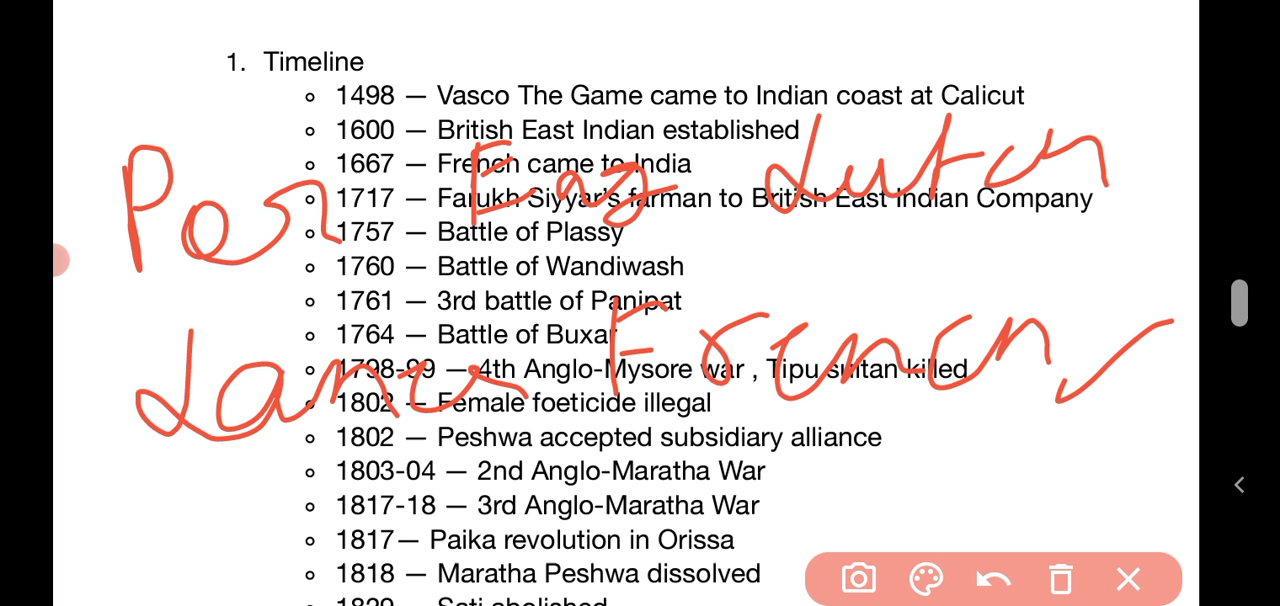 1. Timeline
1498 — Vasco The Game came to Indian coast at Calicut
1600 — British East Indian established
1667 — French came to India
1717 — Farukh Siyyar's farman to British East Indian Company
1757 — Battle of Plassy
1760 — Battle of Wandiwash
1761 — 3rd battle of Panipat
1764 — Battle of Buxar
1798-99 — 4th Anglo-Mysore war , Tipu sultan killed
1802 — Female foeticide illegal
1802 — Peshwa accepted subsidiary alliance
1803-04 — 2nd Anglo-Maratha War
1817-18 — 3rd Anglo-Maratha War
1817— Paika revolution in Orissa
1818 — Maratha Peshwa dissolved
1829 — Sati abolished
Por Eng Dutch
French